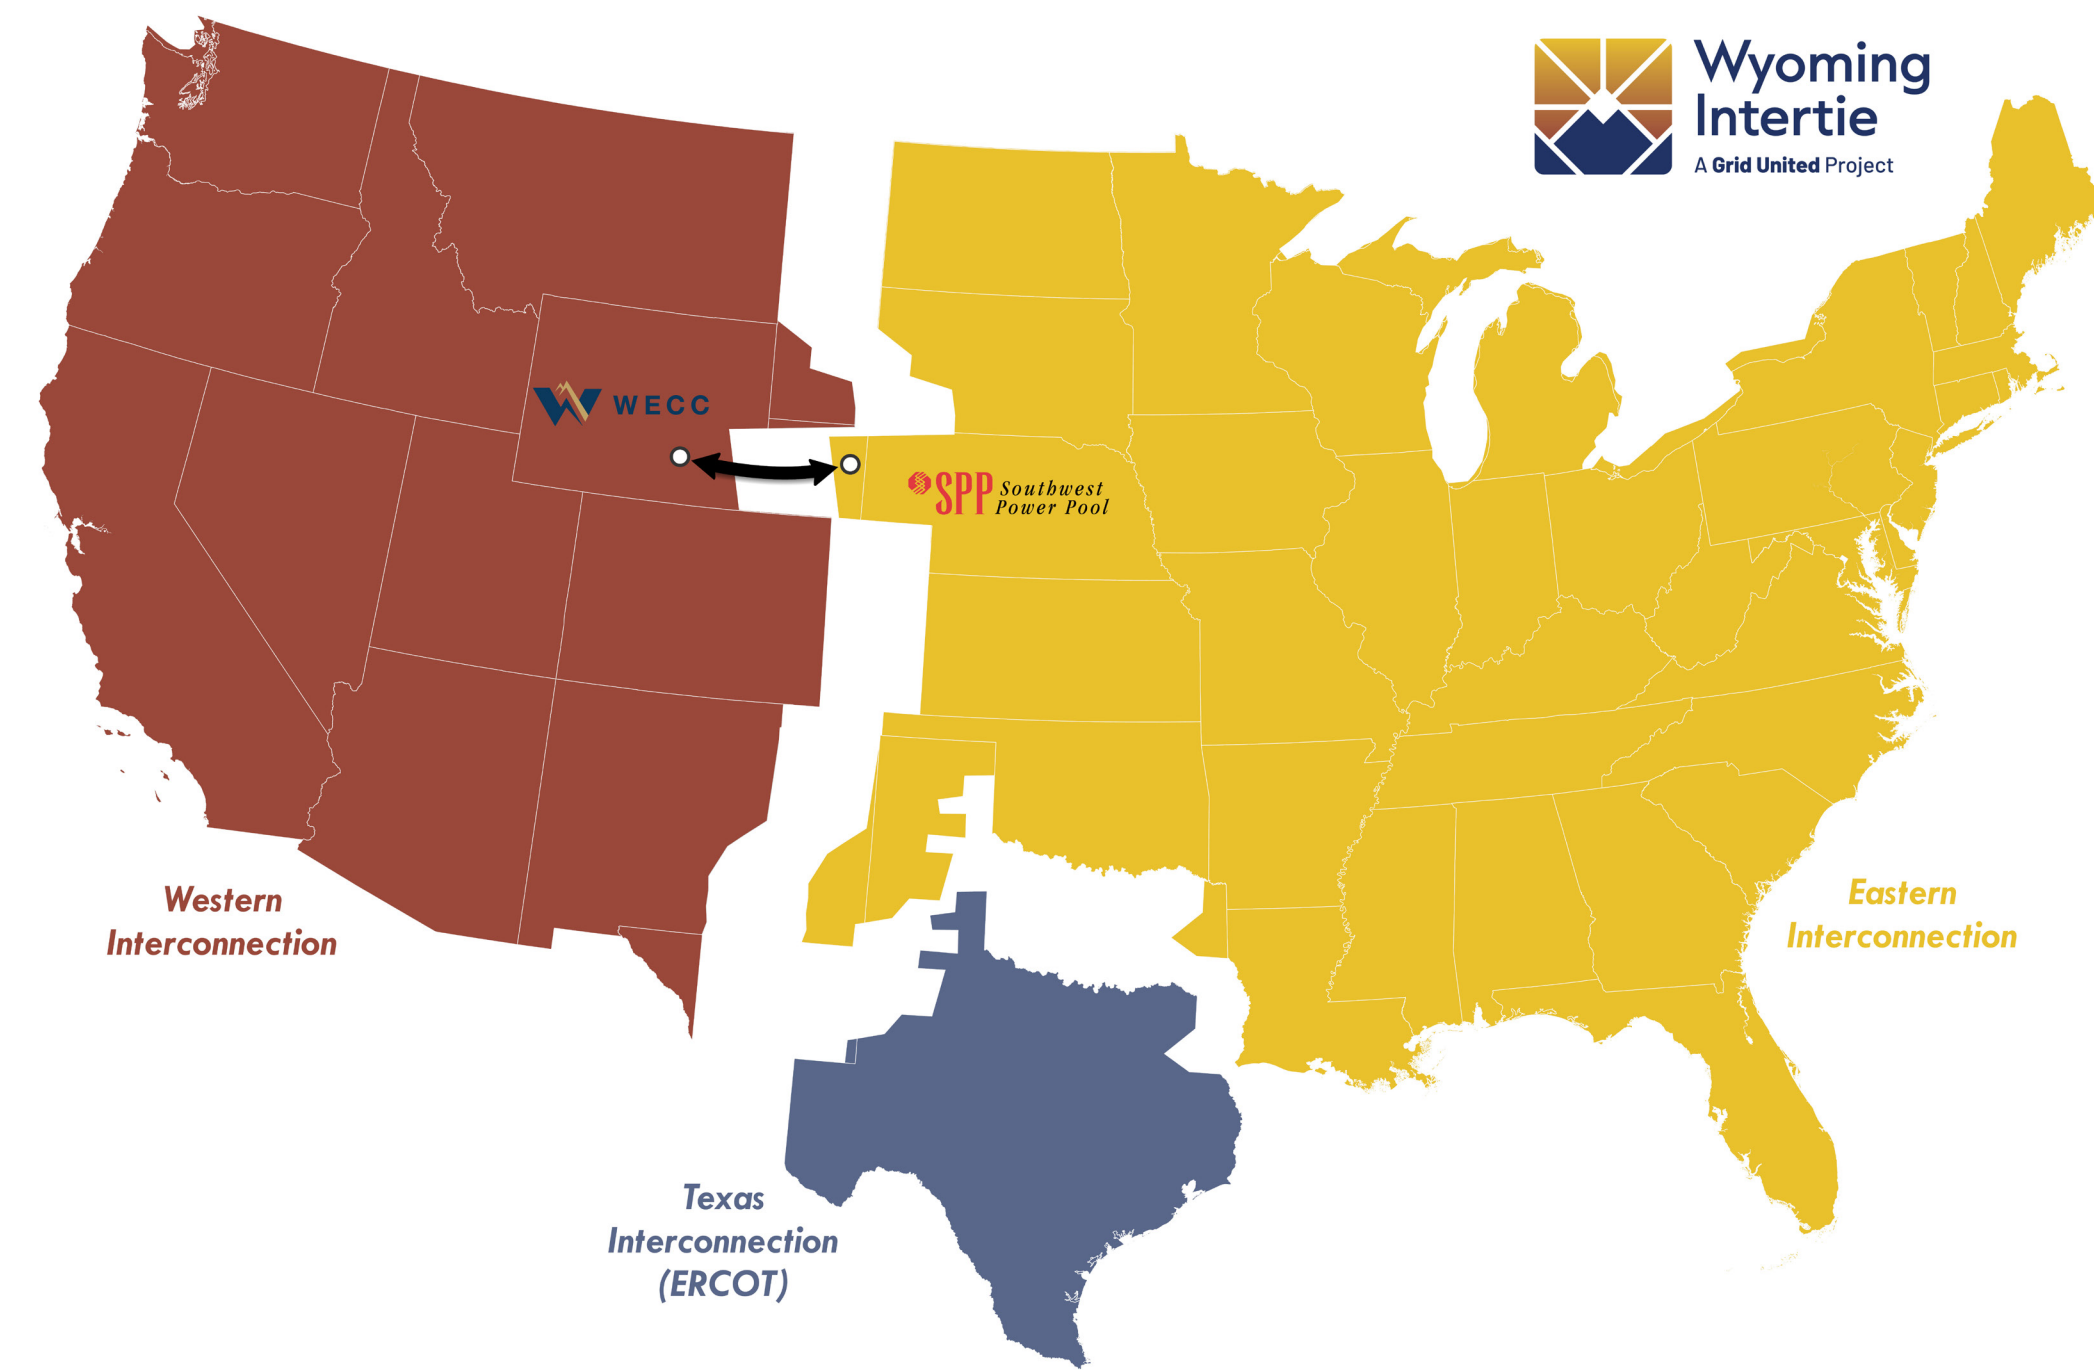 Wyoming
Intertie
A Grid United Project
WECC
SPP Southwest
Power Pool
Western
Interconnection
Eastern
Interconnection
Texas
Interconnection
(ERCOT)